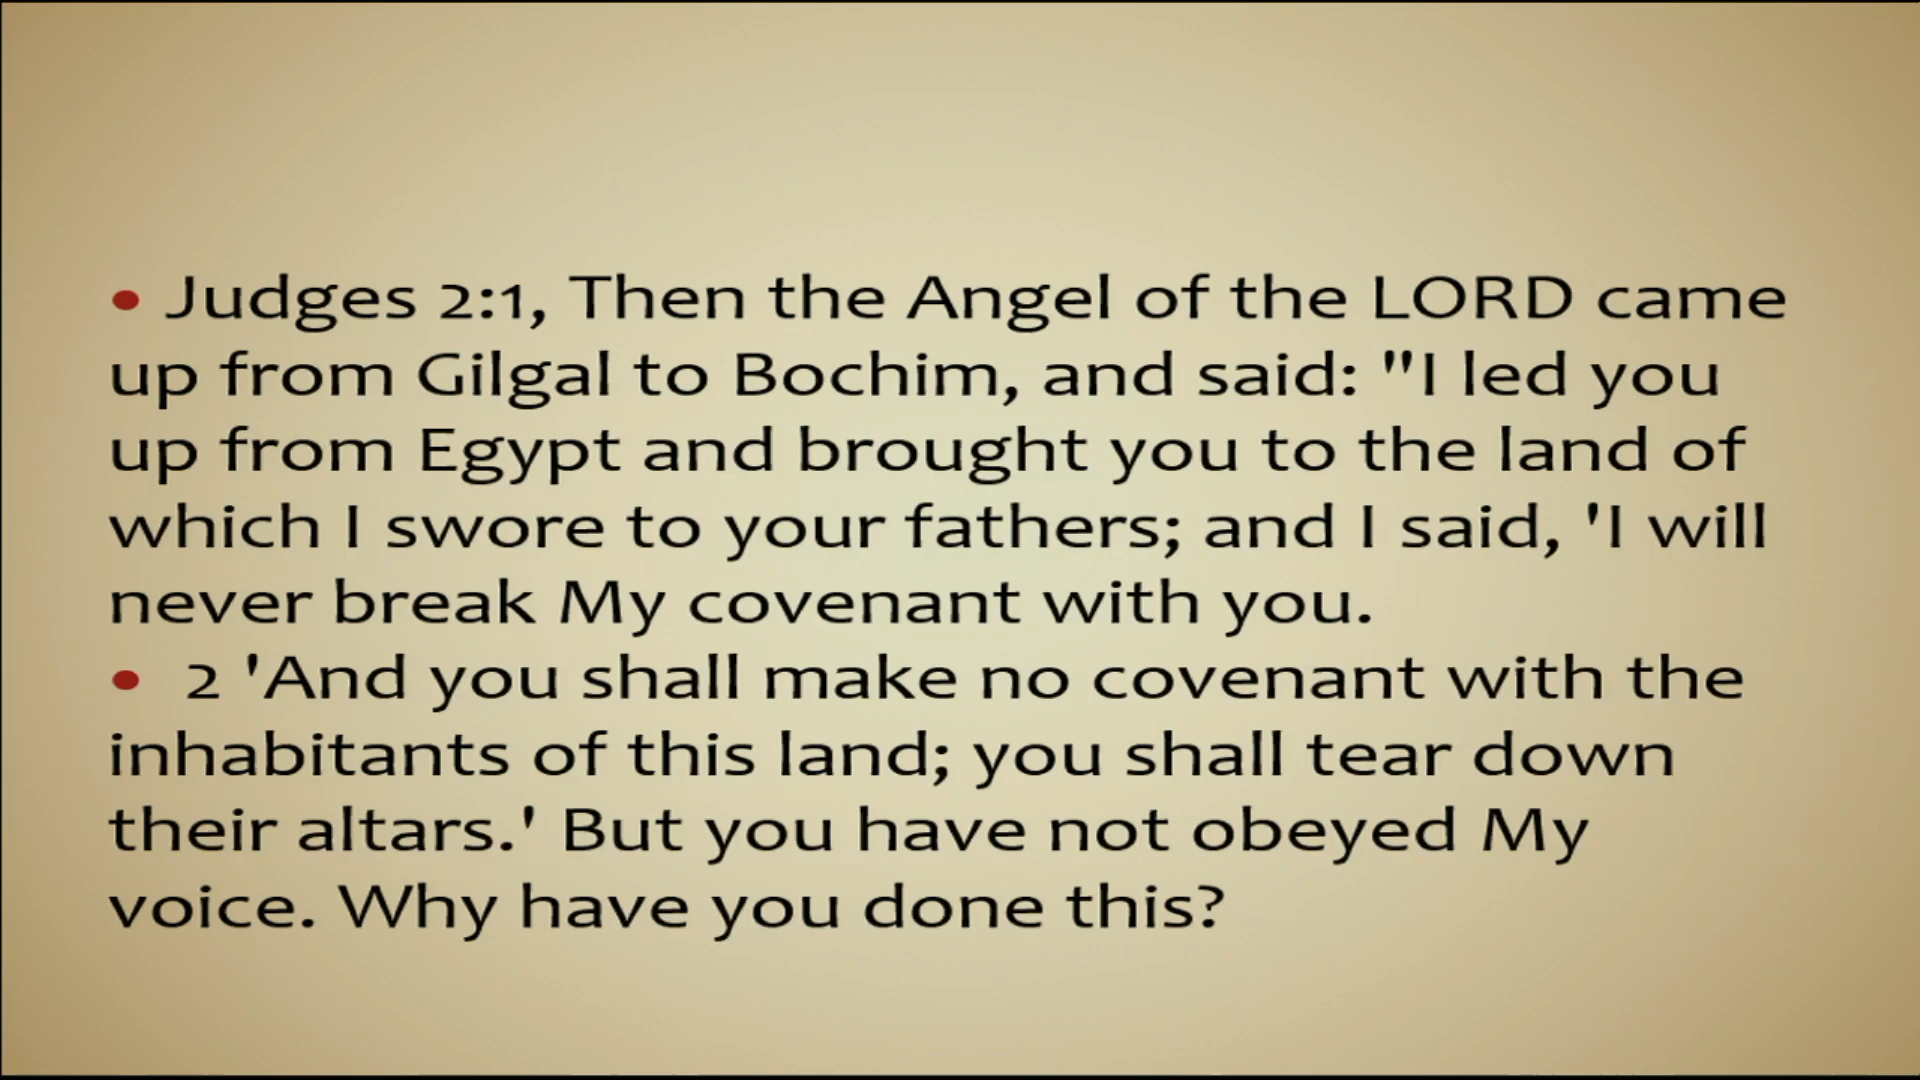 • Judges 2:1, Then the Angel of the LORD came
up from Gilgal to Bochim, and said: "I led you
up from Egypt and brought you to the land of
which I swore to your fathers; and I said, 'I will
never break My covenant with you.
• 2 'And you shall make no covenant with the
inhabitants of this land; you shall tear down
their altars.' But you have not obeyed My
voice. Why have you done this?